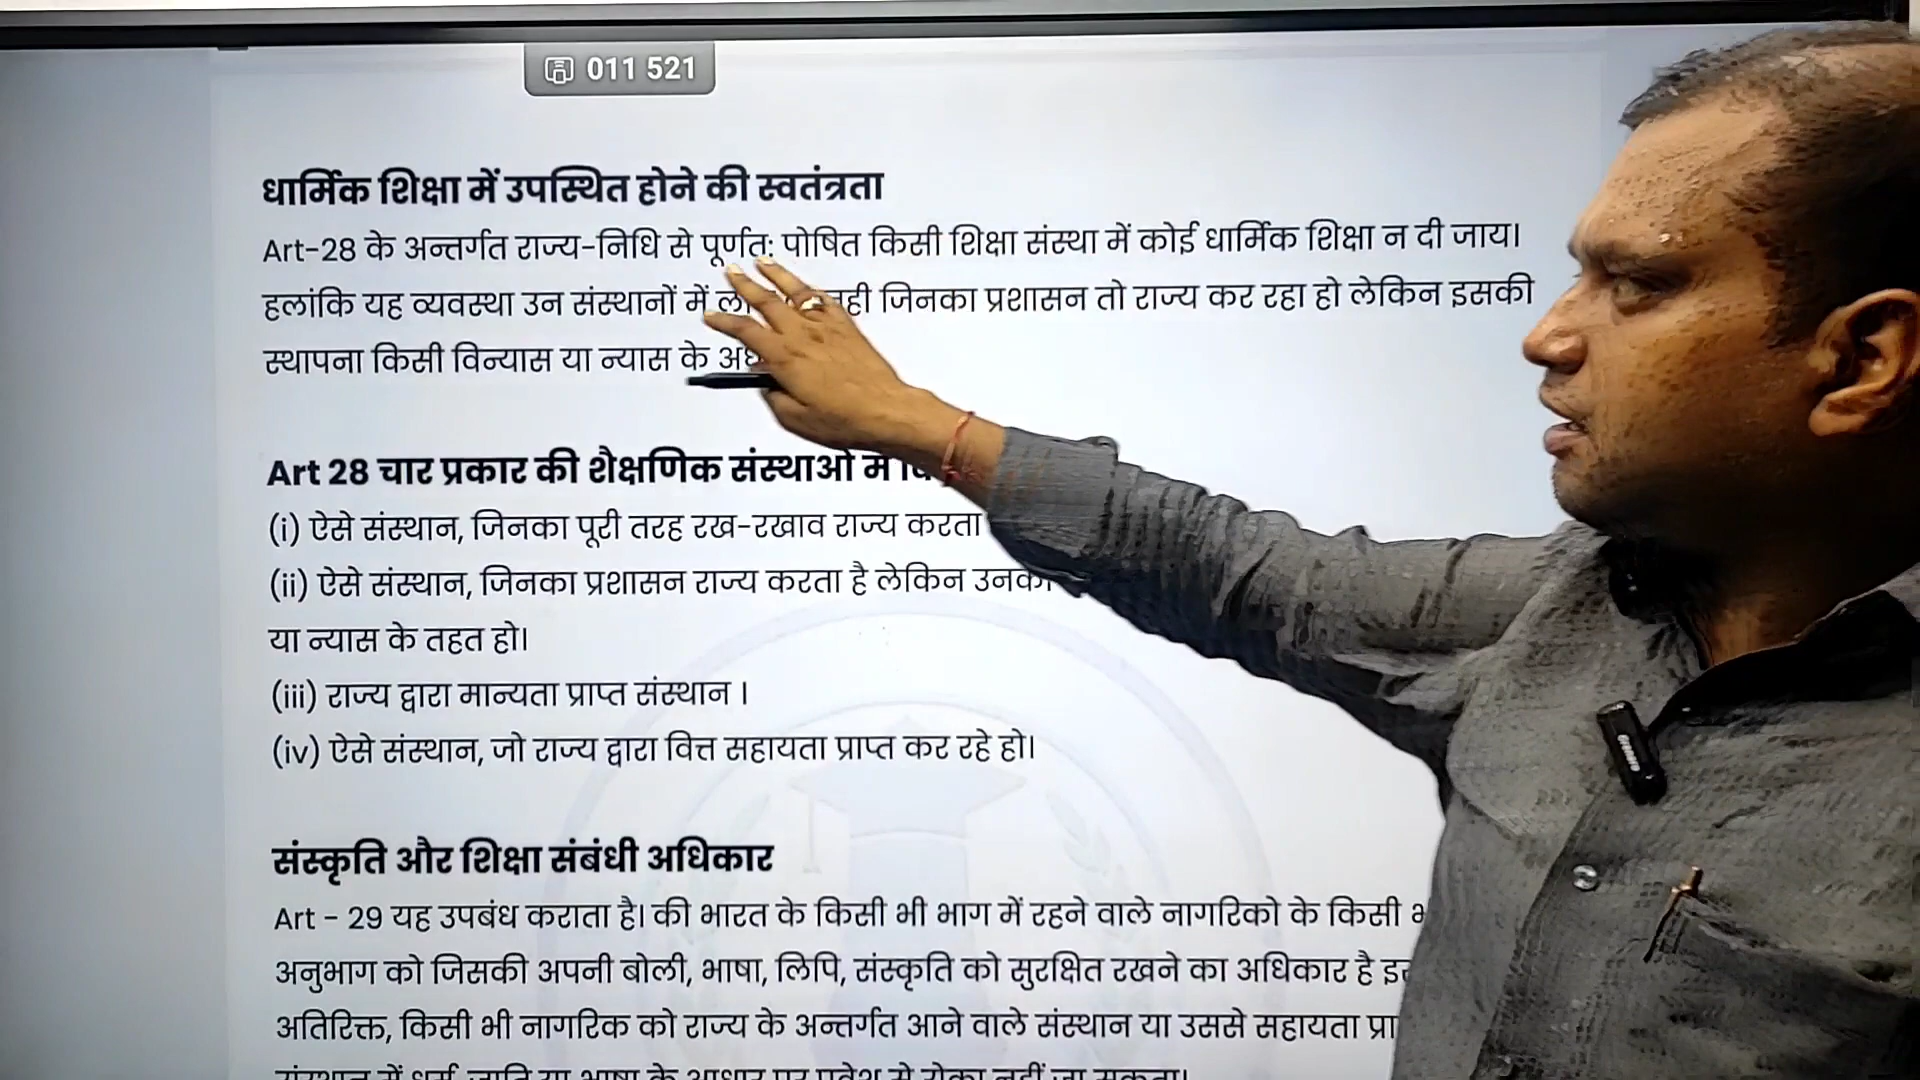 011 521
धार्मिक शिक्षा में उपस्थित होने की स्वतंत्रता
Art-28 के अन्तर्गत राज्य-निधि से पूर्णत: पोषित किसी शिक्षा संस्था में कोई धार्मिक शिक्षा न दी जाय।
हलांकि यह व्यवस्था उन संस्थानों में जिनका प्रशासन तो राज्य कर रहा हो लेकिन इसकी
स्थापना किसी विन्यास या न्यास के
Art 28 चार प्रकार की शैक्षणिक संस्थाओं में
(i) ऐसे संस्थान, जिनका पूरी तरह रख-रखाव राज्य करता
(ii) ऐसे संस्थान, जिनका प्रशासन राज्य करता है लेकिन
या न्यास के तहत हो।
(iii) राज्य द्वारा मान्यता प्राप्त संस्थान ।
(iv) ऐसे संस्थान, जो राज्य द्वारा वित्त सहायता प्राप्त कर रहे हो।
संस्कृति और शिक्षा संबंधी अधिकार
Art - 29 यह उपबंध कराता है। की भारत के किसी भी भाग में रहने वाले नागरिको के किसी
अनुभाग को जिसकी अपनी बोली, भाषा, लिपि, संस्कृति को सुरक्षित रखने का अधिकार है
अतिरिक्त, किसी भी नागरिक को राज्य के अन्तर्गत आने वाले संस्थान या उससे सहायता